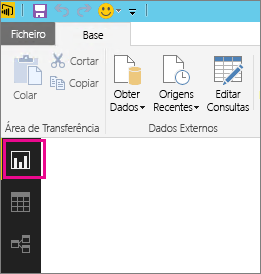 Ficheiro Base
Colar
Cortar
Copiar
Obter Dados
Origens Recentes
Editar Consultas
Área de Transferência
Dados Externos